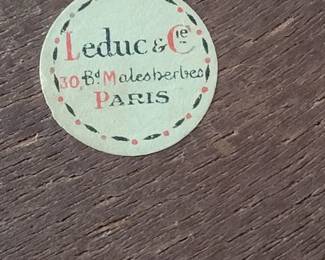 Leduc & Cie
30, Bd Malesherbes
PARIS